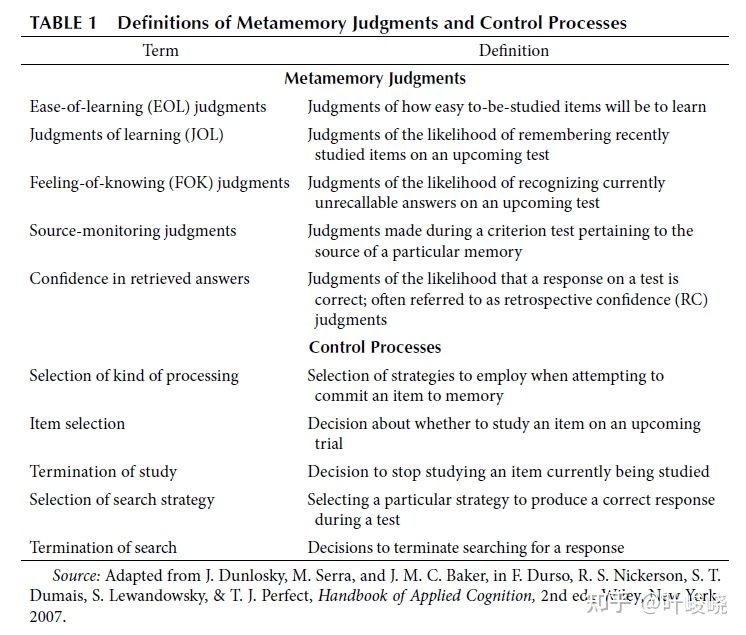 TABLE 1 Definitions of Metamemory Judgments and Control Processes
Term Definition
Metamemory Judgments
Ease-of-learning (EOL) judgments Judgments of how easy to-be-studied items will be to learn
Judgments of learning (JOL) Judgments of the likelihood of remembering recently
studied items on an upcoming test
Feeling-of-knowing (FOK) judgments Judgments of the likelihood of recognizing currently
unrecallable answers on an upcoming test
Source-monitoring judgments Judgments made during a criterion test pertaining to the
source of a particular memory
Confidence in retrieved answers Judgments of the likelihood that a response on a test is
correct; often referred to as retrospective confidence (RC)
judgments
Control Processes
Selection of kind of processing Selection of strategies to employ when attempting to
commit an item to memory
Item selection Decision about whether to study an item on an upcoming
trial
Termination of study Decision to stop studying an item currently being studied
Selection of search strategy Selecting a particular strategy to produce a correct response
during a test
Termination of search Decisions to terminate searching for a response
Source: Adapted from J. Dunlosky, M. Serra, and J. M. C. Baker, in F. Durso, R. S. Nickerson, S. T.
Dumais, S. Lewandowsky, & T. J. Perfect, Handbook of Applied Cognition, 2nd ed. Wiley, New York,
2007.
知乎 @叶峻峣